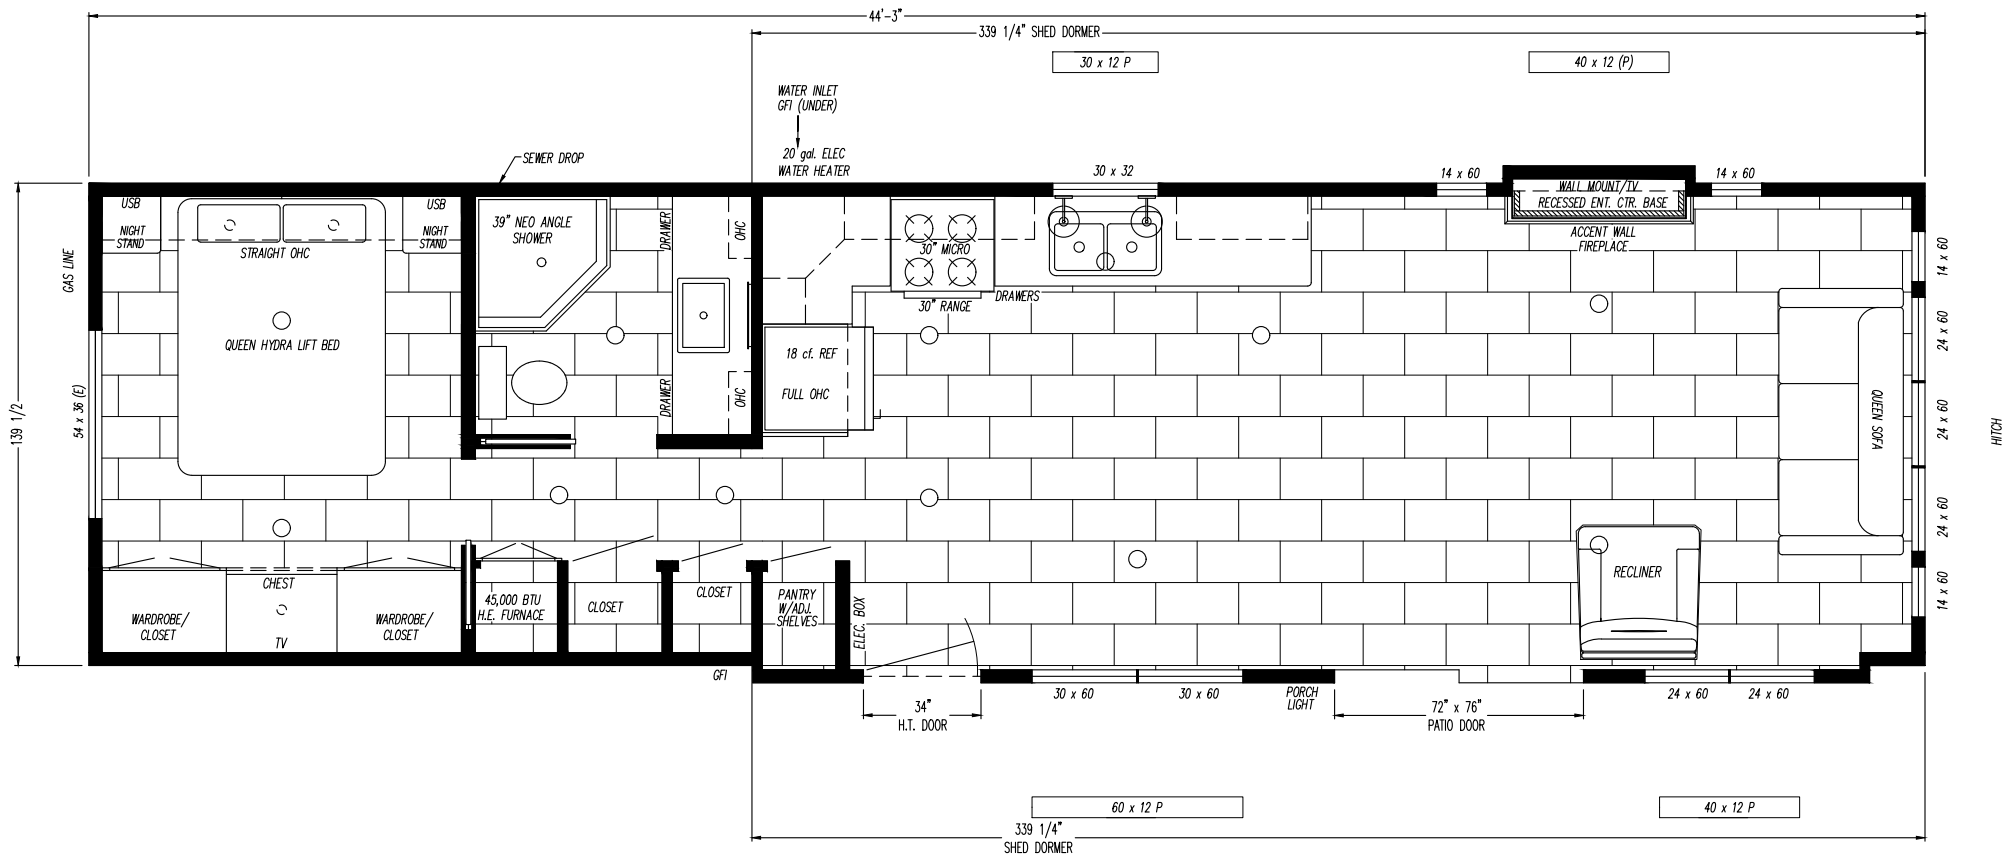 44'-3"
339 1/4" SHED DORMER
30 x 12 P
40 x 12 (P)
WATER INLET
GFI (UNDER)
20 gal. ELEC
WATER HEATER
SEWER DROP
30 x 32
14 x 60
14 x 60
WALL MOUNT/TV
RECESSED ENT. CTR. BASE
ACCENT WALL
FIREPLACE
USB
NIGHT
STAND
STRAIGHT OHC
USB
NIGHT
STAND
39" NEO ANGLE
SHOWER
DRAWER
OHC
30" MICRO
30" RANGE
DRAWERS
GAS LINE
QUEEN HYDRA LIFT BED
18 cf. REF
FULL OHC
DRAWER
OHC
14 x 60
24 x 60
24 x 60
24 x 60
14 x 60
QUEEN SOFA
HITCH
139 1/2
54 x 36 (E)
RECLINER
CHEST
TV
WARDROBE/
CLOSET
WARDROBE/
CLOSET
45,000 BTU
H.E. FURNACE
CLOSET
CLOSET
PANTRY
W/ADJ.
SHELVES
ELEC. BOX
GFI
34"
H.T. DOOR
30 x 60
30 x 60
PORCH
LIGHT
72" x 76"
PATIO DOOR
24 x 60
24 x 60
60 x 12 P
40 x 12 P
339 1/4"
SHED DORMER